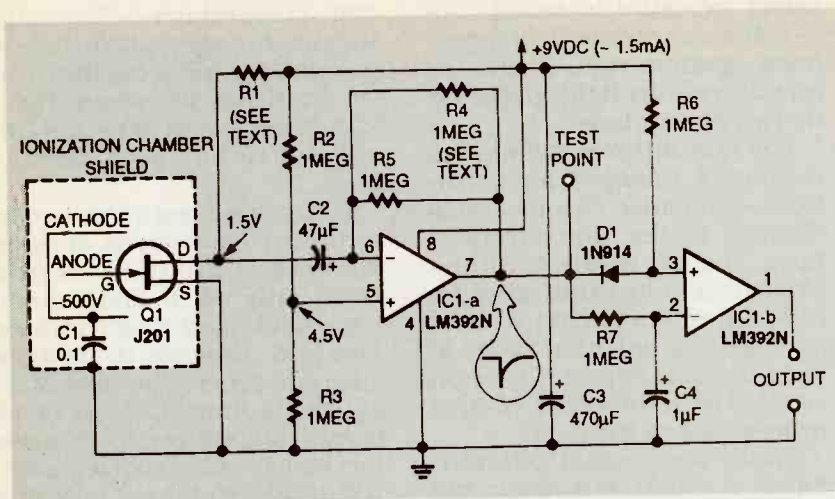 +9VDC (~ 1.5mA)
R1
(SEE
TEXT)
R2
1MEG
R4
1MEG
(SEE
TEXT)
R6
1MEG
TEST
POINT
IONIZATION CHAMBER
SHIELD
R5
1MEG
CATHODE
1.5V
C2
47µF
+
D
ANODE
G
S
6
−
8
7
5
+
4
IC1-a
LM392N
D1
1N914
3
+
1
2
−
IC1-b
LM392N
−500V
Q1
J201
C1
0.1
4.5V
R7
1MEG
OUTPUT
R3
1MEG
+
C3
470µF
+
C4
1µF